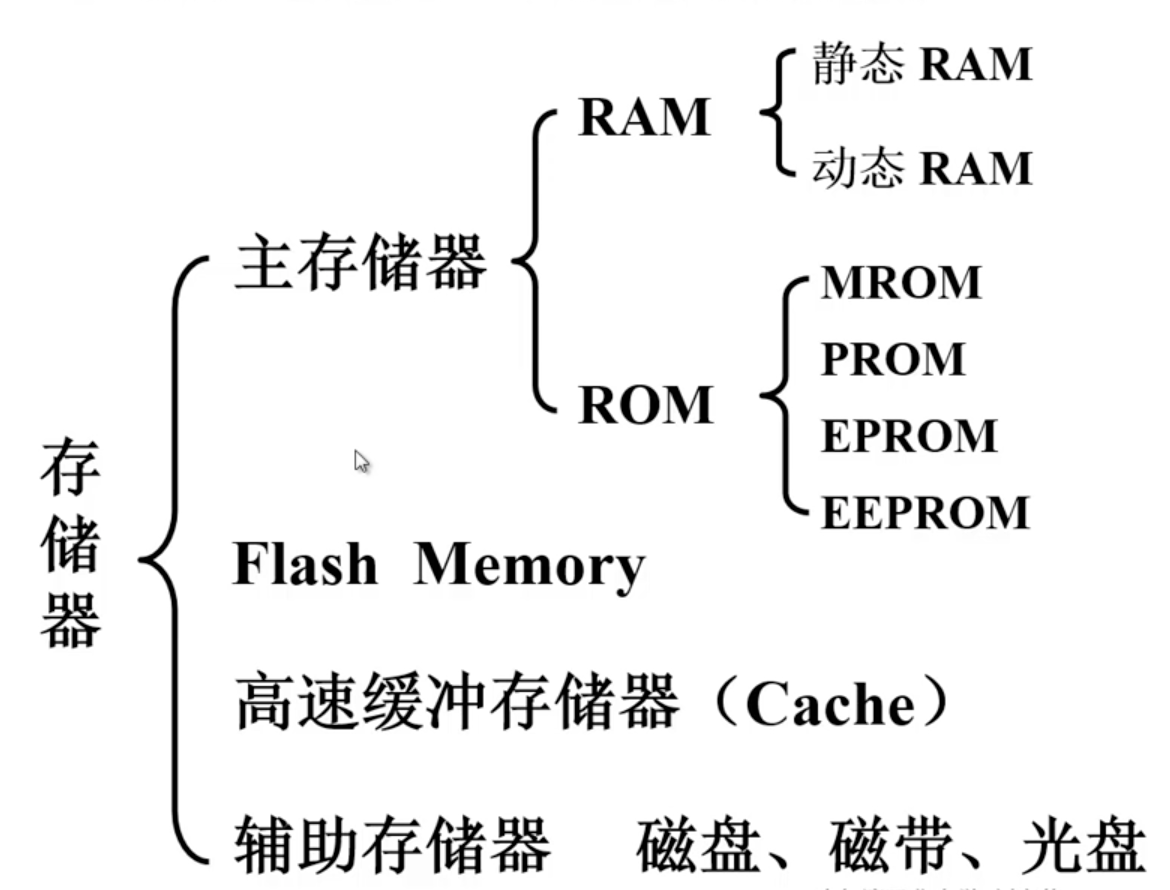 存储器
主存储器
RAM
静态 RAM
动态 RAM
ROM
MROM
PROM
EPROM
EEPROM
Flash Memory
高速缓冲存储器（Cache）
辅助存储器 磁盘、磁带、光盘